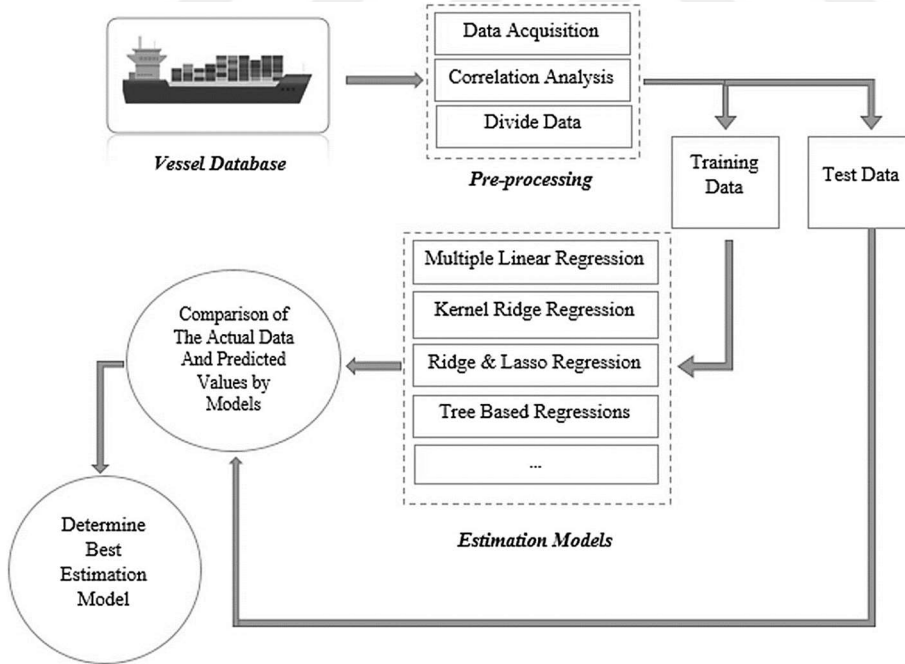 Vessel Database
Data Acquisition
Correlation Analysis
Divide Data
Pre-processing
Training
Data
Test Data
Multiple Linear Regression
Kernel Ridge Regression
Ridge & Lasso Regression
Tree Based Regressions
...
Estimation Models
Comparison of
The Actual Data
And Predicted
Values by
Models
Determine
Best
Estimation
Model